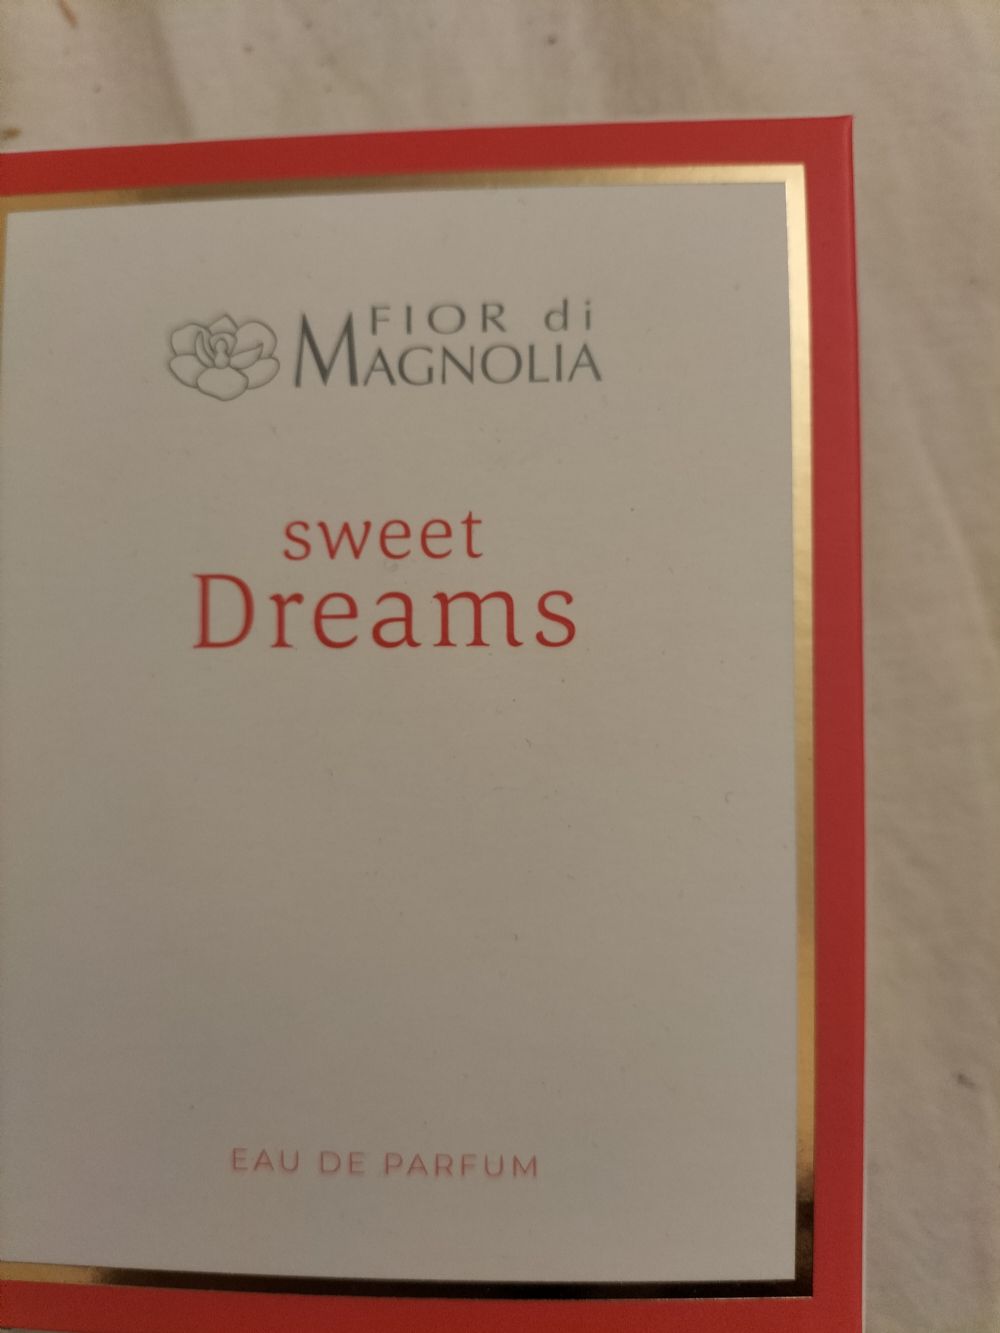 FIOR di
MAGNOLIA
sweet
Dreams
EAU DE PARFUM